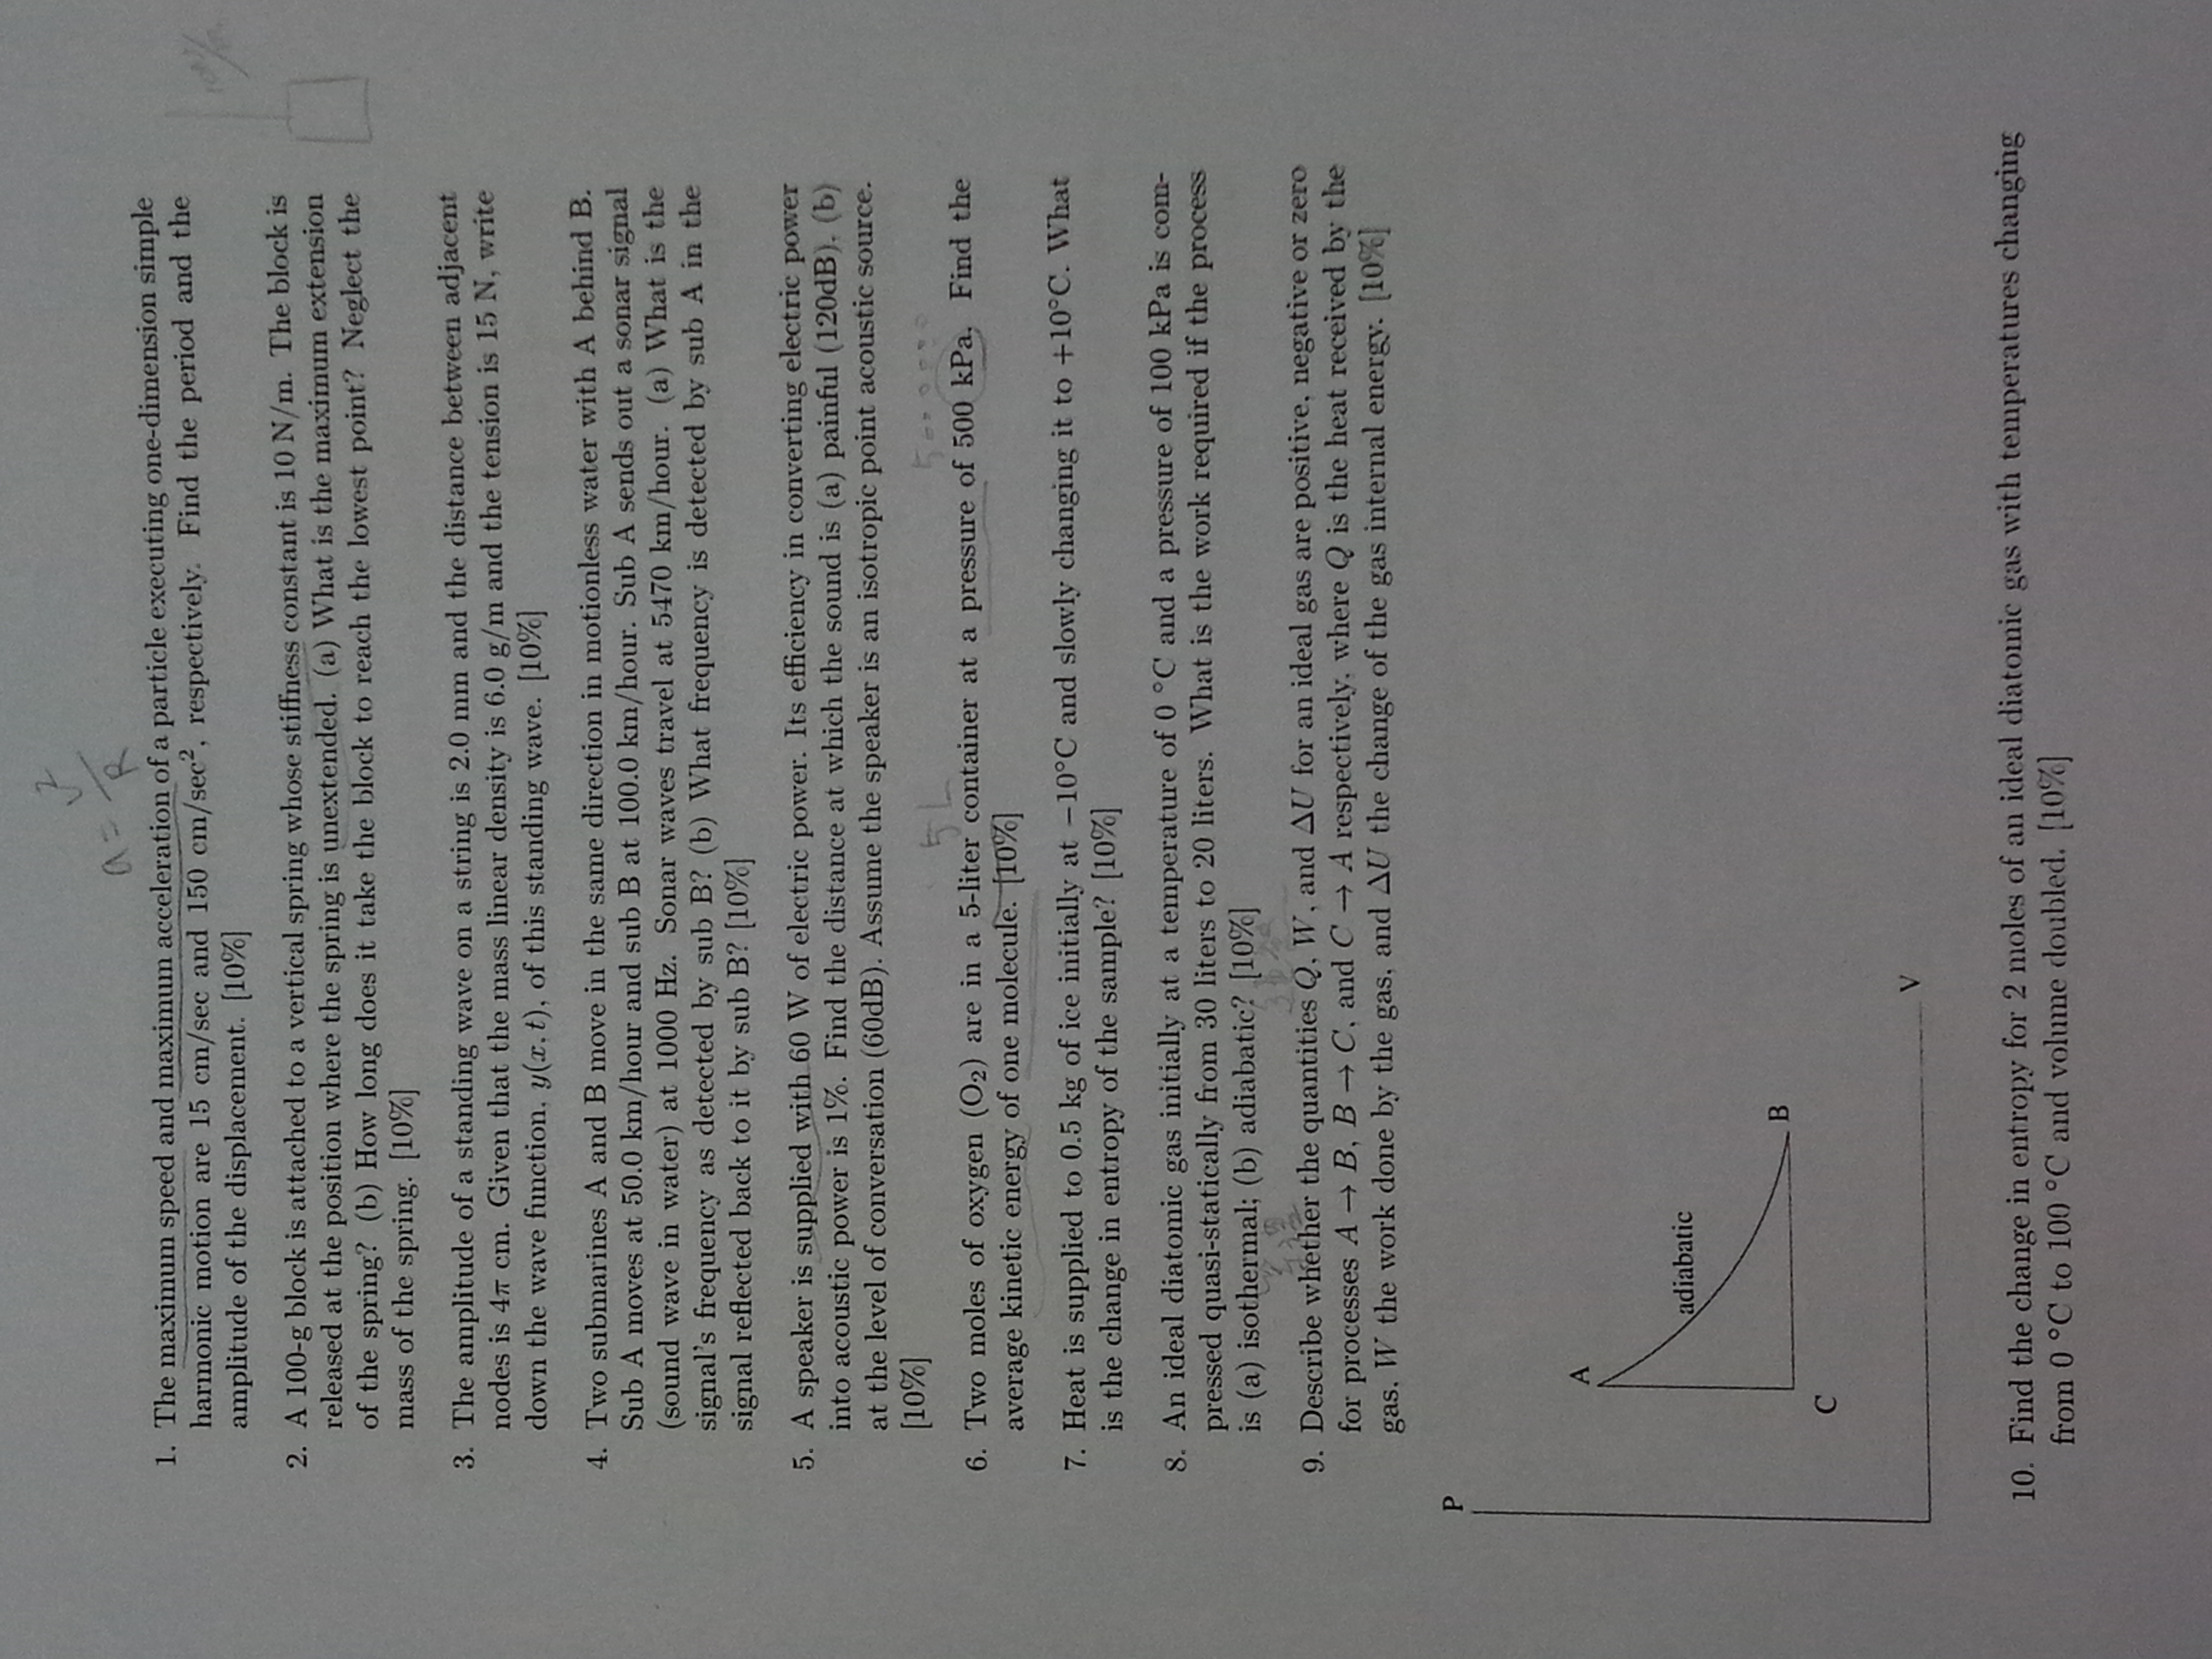 a = v/R
1. The maximum speed and maximum acceleration of a particle executing one-dimension simple
harmonic motion are 15 cm/sec and 150 cm/sec², respectively. Find the period and the
amplitude of the displacement. [10%]
2. A 100-g block is attached to a vertical spring whose stiffness constant is 10 N/m. The block is
released at the position where the spring is unextended. (a) What is the maximum extension
of the spring? (b) How long does it take the block to reach the lowest point? Neglect the
mass of the spring. [10%]
3. The amplitude of a standing wave on a string is 2.0 mm and the distance between adjacent
nodes is 4π cm. Given that the mass linear density is 6.0 g/m and the tension is 15 N, write
down the wave function, y(x, t), of this standing wave. [10%]
4. Two submarines A and B move in the same direction in motionless water with A behind B.
Sub A moves at 50.0 km/hour and sub B at 100.0 km/hour. Sub A sends out a sonar signal
(sound wave in water) at 1000 Hz. Sonar waves travel at 5470 km/hour. (a) What is the
signal's frequency as detected by sub B? (b) What frequency is detected by sub A in the
signal reflected back to it by sub B? [10%]
5. A speaker is supplied with 60 W of electric power. Its efficiency in converting electric power
into acoustic power is 1%. Find the distance at which the sound is (a) painful (120dB). (b)
at the level of conversation (60dB). Assume the speaker is an isotropic point acoustic source.
[10%]
5L
6. Two moles of oxygen (O₂) are in a 5-liter container at a pressure of 500 kPa. Find the
average kinetic energy of one molecule. [10%]
7. Heat is supplied to 0.5 kg of ice initially at −10°C and slowly changing it to +10°C. What
is the change in entropy of the sample? [10%]
8. An ideal diatomic gas initially at a temperature of 0 °C and a pressure of 100 kPa is com-
pressed quasi-statically from 30 liters to 20 liters. What is the work required if the process
is (a) isothermal; (b) adiabatic? [10%]
9. Describe whether the quantities Q, W, and ΔU for an ideal gas are positive, negative or zero
for processes A → B, B → C, and C → A respectively, where Q is the heat received by the
gas, W the work done by the gas, and ΔU the change of the gas internal energy. [10%]
P
A
adiabatic
B
C
V
10. Find the change in entropy for 2 moles of an ideal diatomic gas with temperatures changing
from 0 °C to 100 °C and volume doubled. [10%]